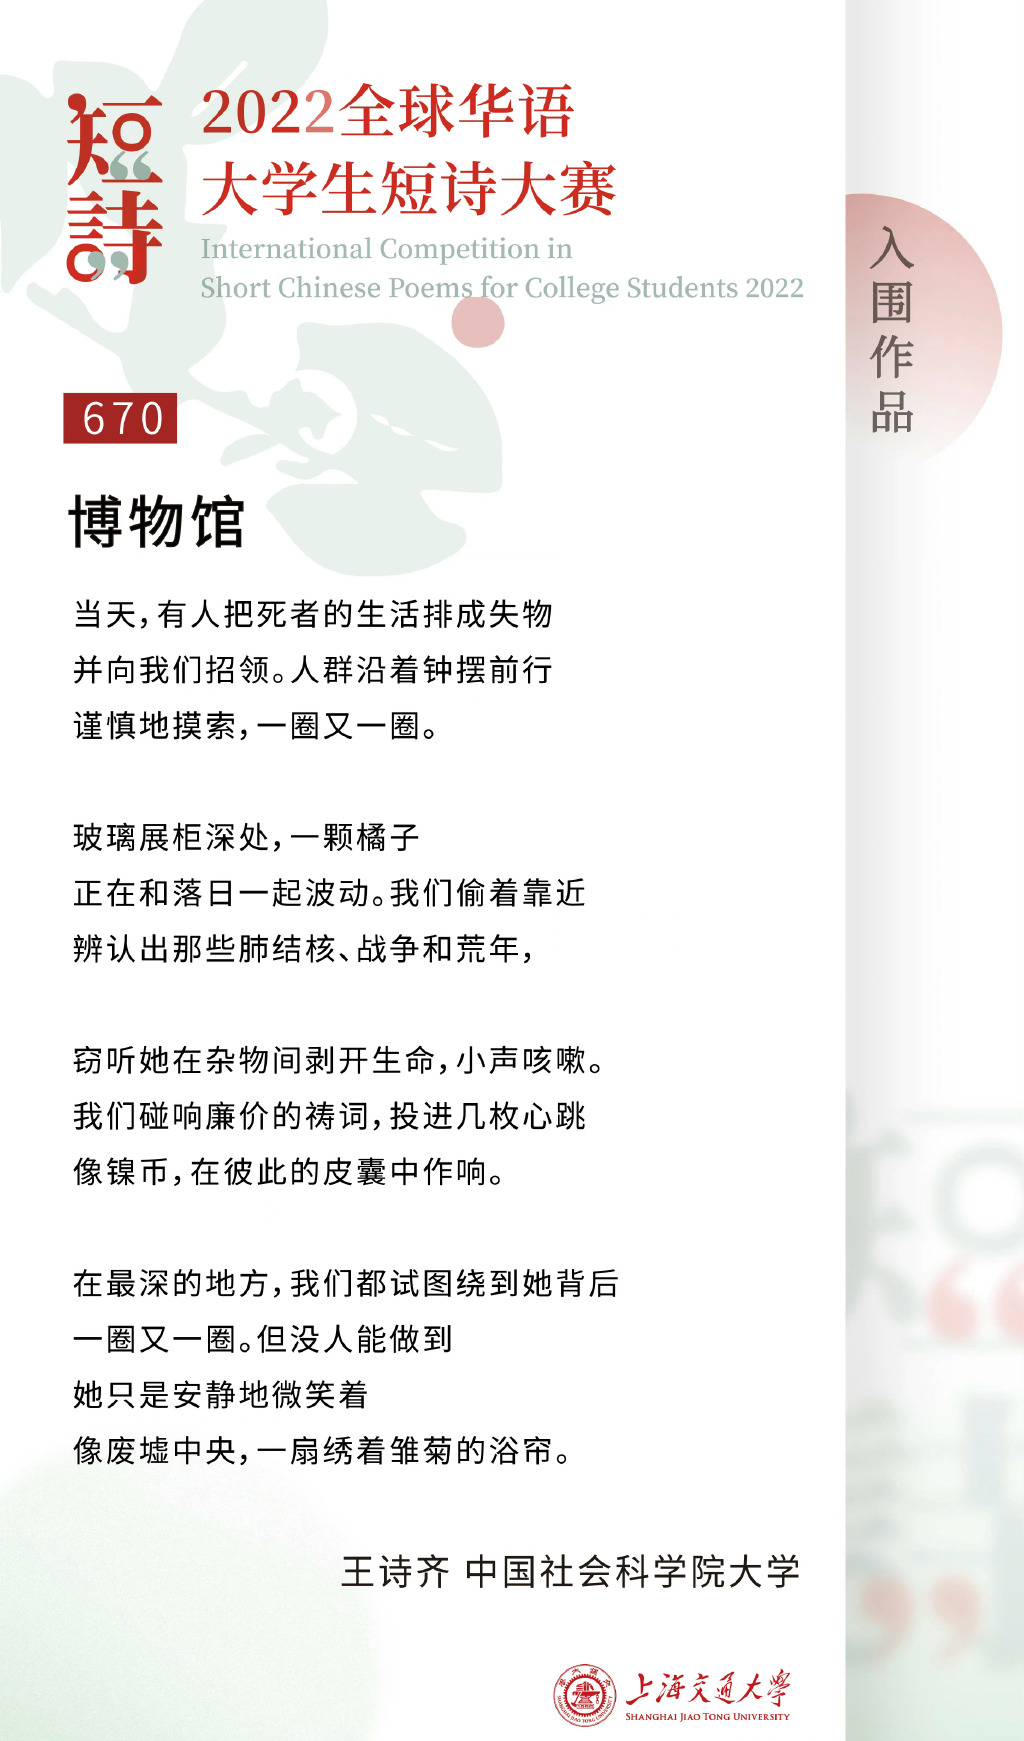 短詩
2022全球华语
大学生短诗大赛
International Competition in
Short Chinese Poems for College Students 2022
入围作品
670
博物馆
当天，有人把死者的生活排成失物
并向我们招领。人群沿着钟摆前行
谨慎地摸索，一圈又一圈。
玻璃展柜深处，一颗橘子
正在和落日一起波动。我们偷着靠近
辨认出那些肺结核、战争和荒年，
窃听她在杂物间剥开生命，小声咳嗽。
我们碰响廉价的祷词，投进几枚心跳
像镍币，在彼此的皮囊中作响。
在最深的地方，我们都试图绕到她背后
一圈又一圈。但没人能做到
她只是安静地微笑着
像废墟中央，一扇绣着雏菊的浴帘。
王诗齐 中国社会科学院大学
上海交通大学
SHANGHAI JIAO TONG UNIVERSITY